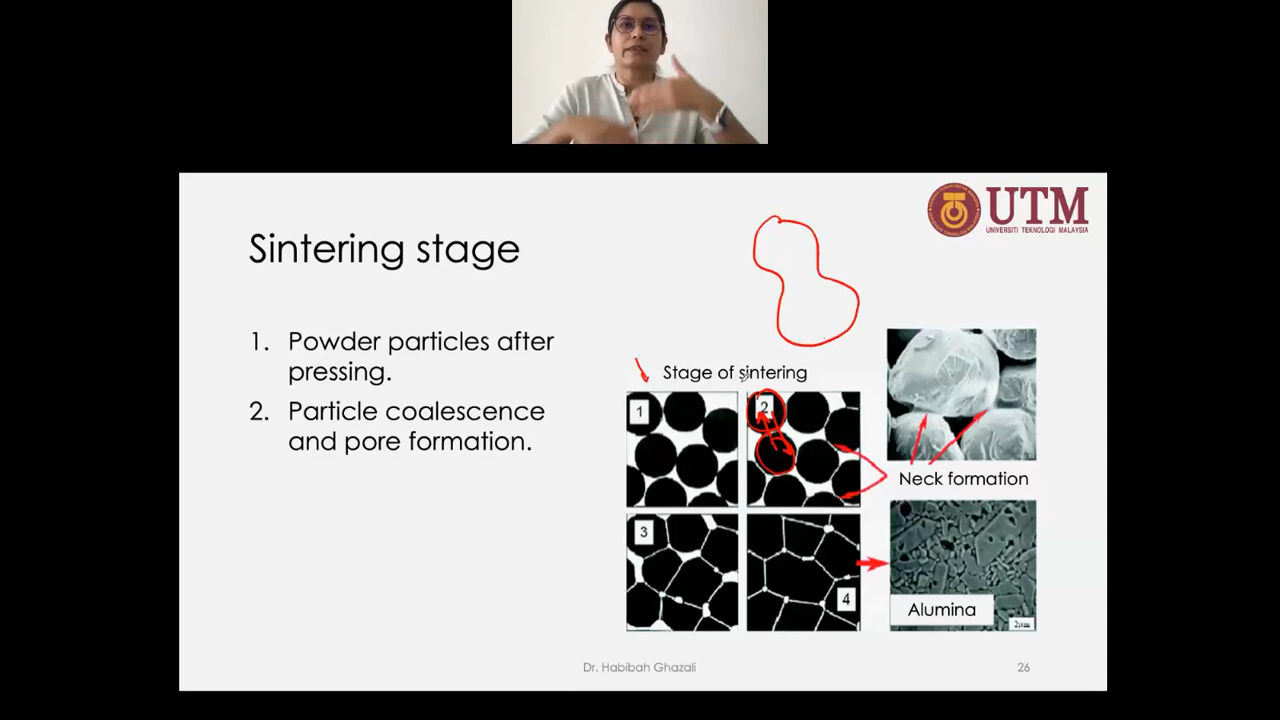 UTM
UNIVERSITI TEKNOLOGI MALAYSIA
Sintering stage
1. Powder particles after
pressing.
2. Particle coalescence
and pore formation.
Stage of sintering
1
2
3
4
Neck formation
Alumina
2μm
Dr. Habibah Ghazali
26